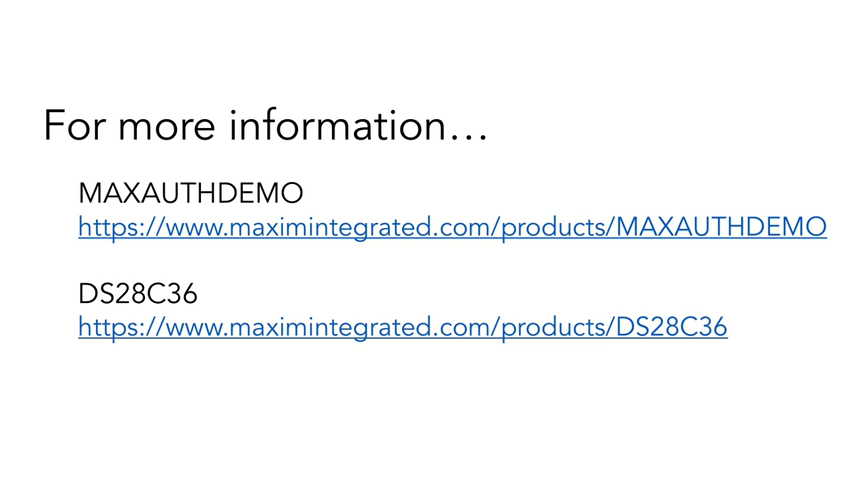 For more information…
MAXAUTHDEMO
https://www.maximintegrated.com/products/MAXAUTHDEMO
DS28C36
https://www.maximintegrated.com/products/DS28C36